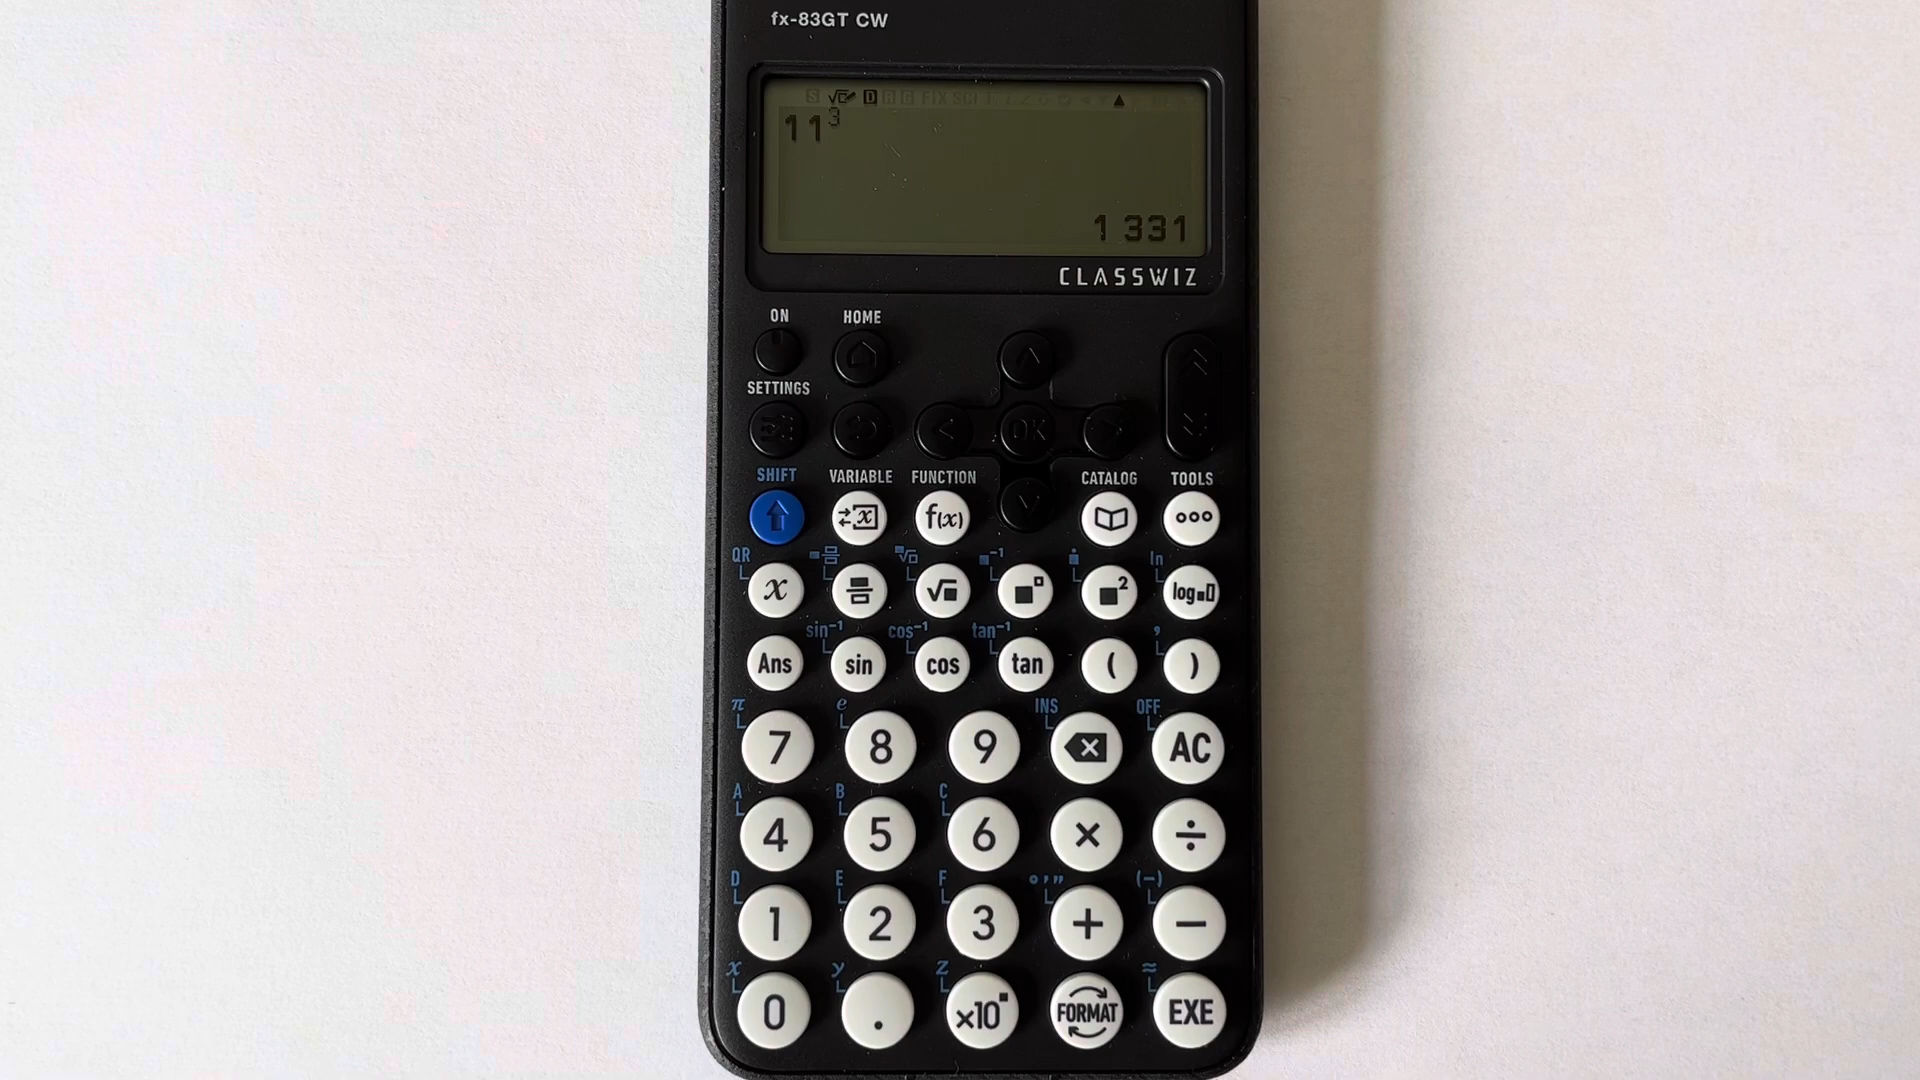 fx-83GT CW
√ D
11³
1 331
CLASSWIZ
ON HOME
SETTINGS
OK
SHIFT VARIABLE FUNCTION CATALOG TOOLS
x f(x)
QR ln
x √ log
sin⁻¹ cos⁻¹ tan⁻¹ ,
Ans sin cos tan ( )
π e INS OFF
7 8 9 AC
A B C
4 5 6 × ÷
D E F ° ’ ” (−)
1 2 3 + −
x y z ≈
0 . ×10 FORMAT EXE